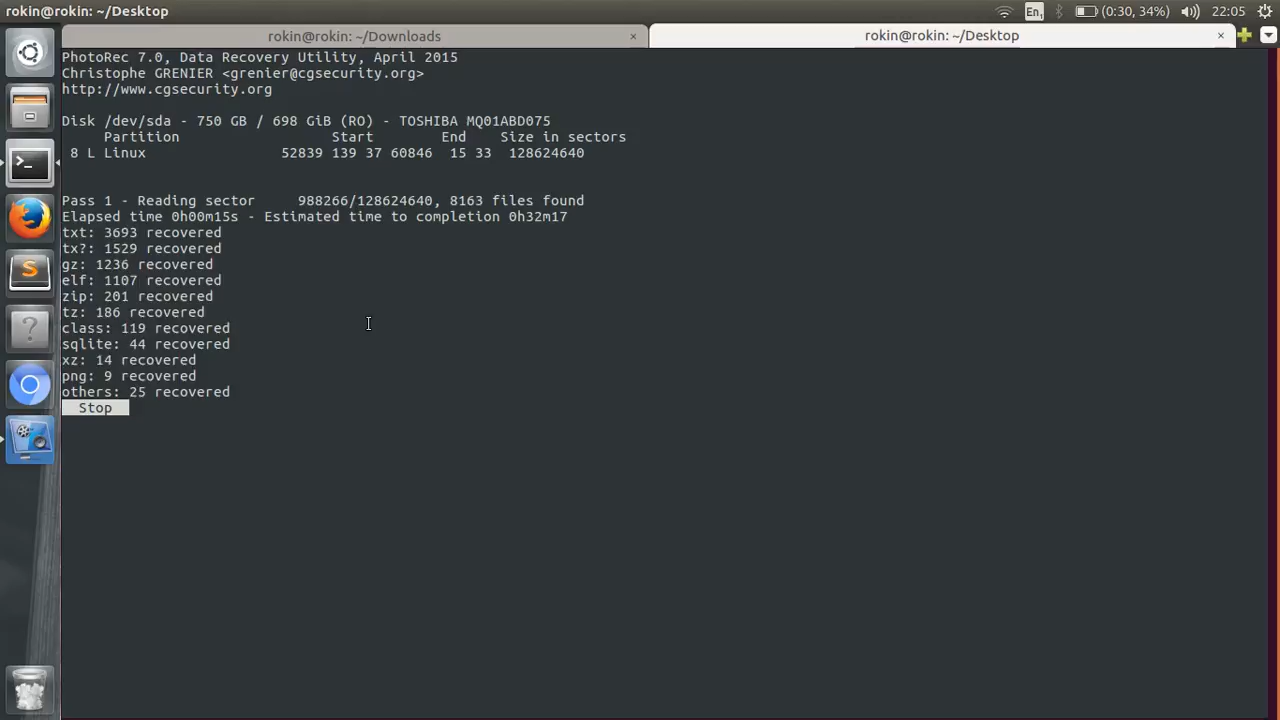 rokin@rokin: ~/Desktop
En1
(0:30, 34%)
22:05
rokin@rokin: ~/Downloads ×
rokin@rokin: ~/Desktop ×
PhotoRec 7.0, Data Recovery Utility, April 2015
Christophe GRENIER <grenier@cgsecurity.org>
http://www.cgsecurity.org
Disk /dev/sda - 750 GB / 698 GiB (RO) - TOSHIBA MQ01ABD075
Partition Start End Size in sectors
8 L Linux 52839 139 37 60846 15 33 128624640
Pass 1 - Reading sector 988266/128624640, 8163 files found
Elapsed time 0h00m15s - Estimated time to completion 0h32m17
txt: 3693 recovered
tx?: 1529 recovered
gz: 1236 recovered
elf: 1107 recovered
zip: 201 recovered
tz: 186 recovered
class: 119 recovered
sqlite: 44 recovered
xz: 14 recovered
png: 9 recovered
others: 25 recovered
Stop